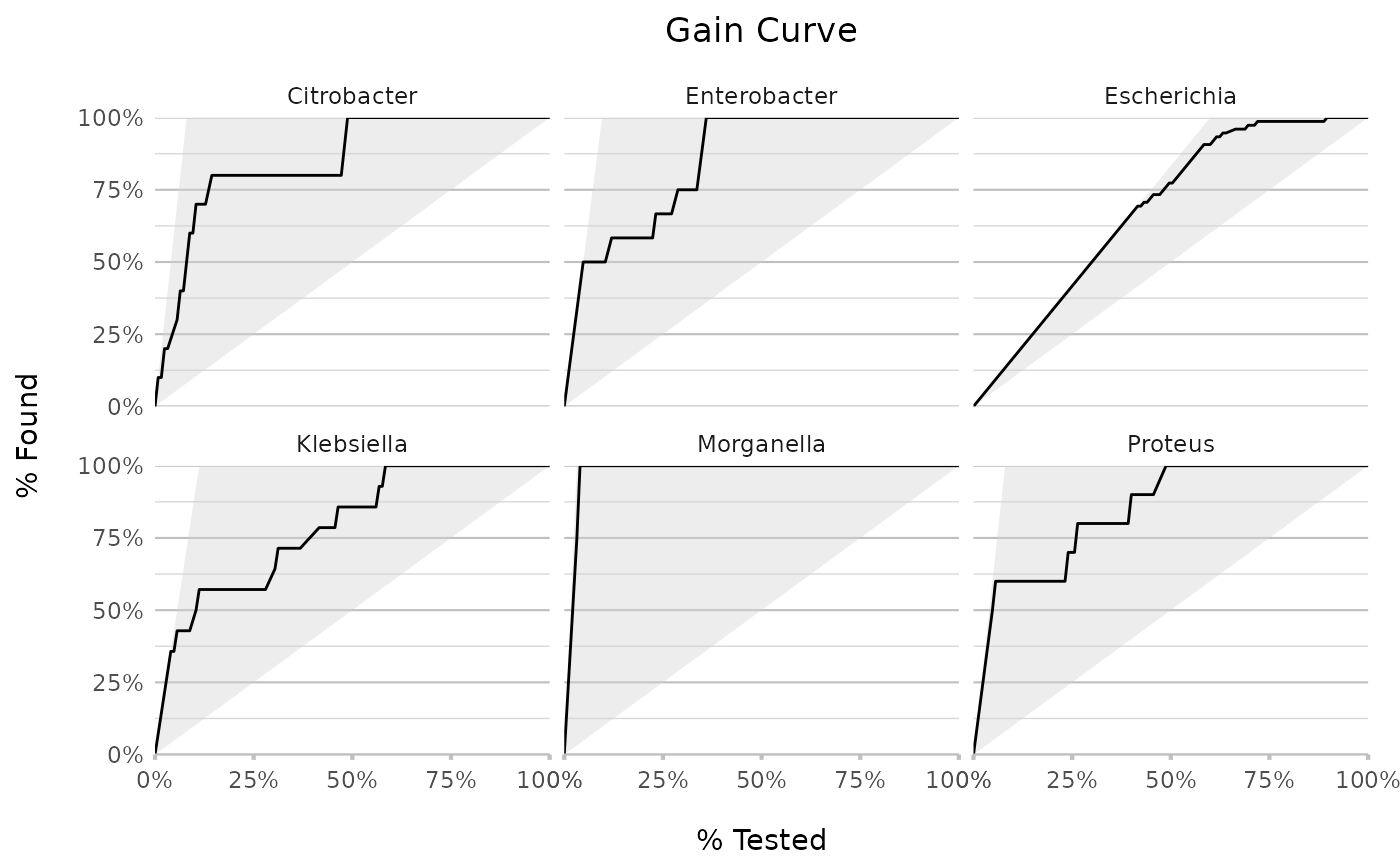 Gain Curve
Citrobacter Enterobacter Escherichia
100%
75%
50%
25%
0%
Klebsiella Morganella Proteus
100%
75%
50%
25%
0%
0% 25% 50% 75% 100% 0% 25% 50% 75% 100% 0% 25% 50% 75% 100%
% Tested
% Found